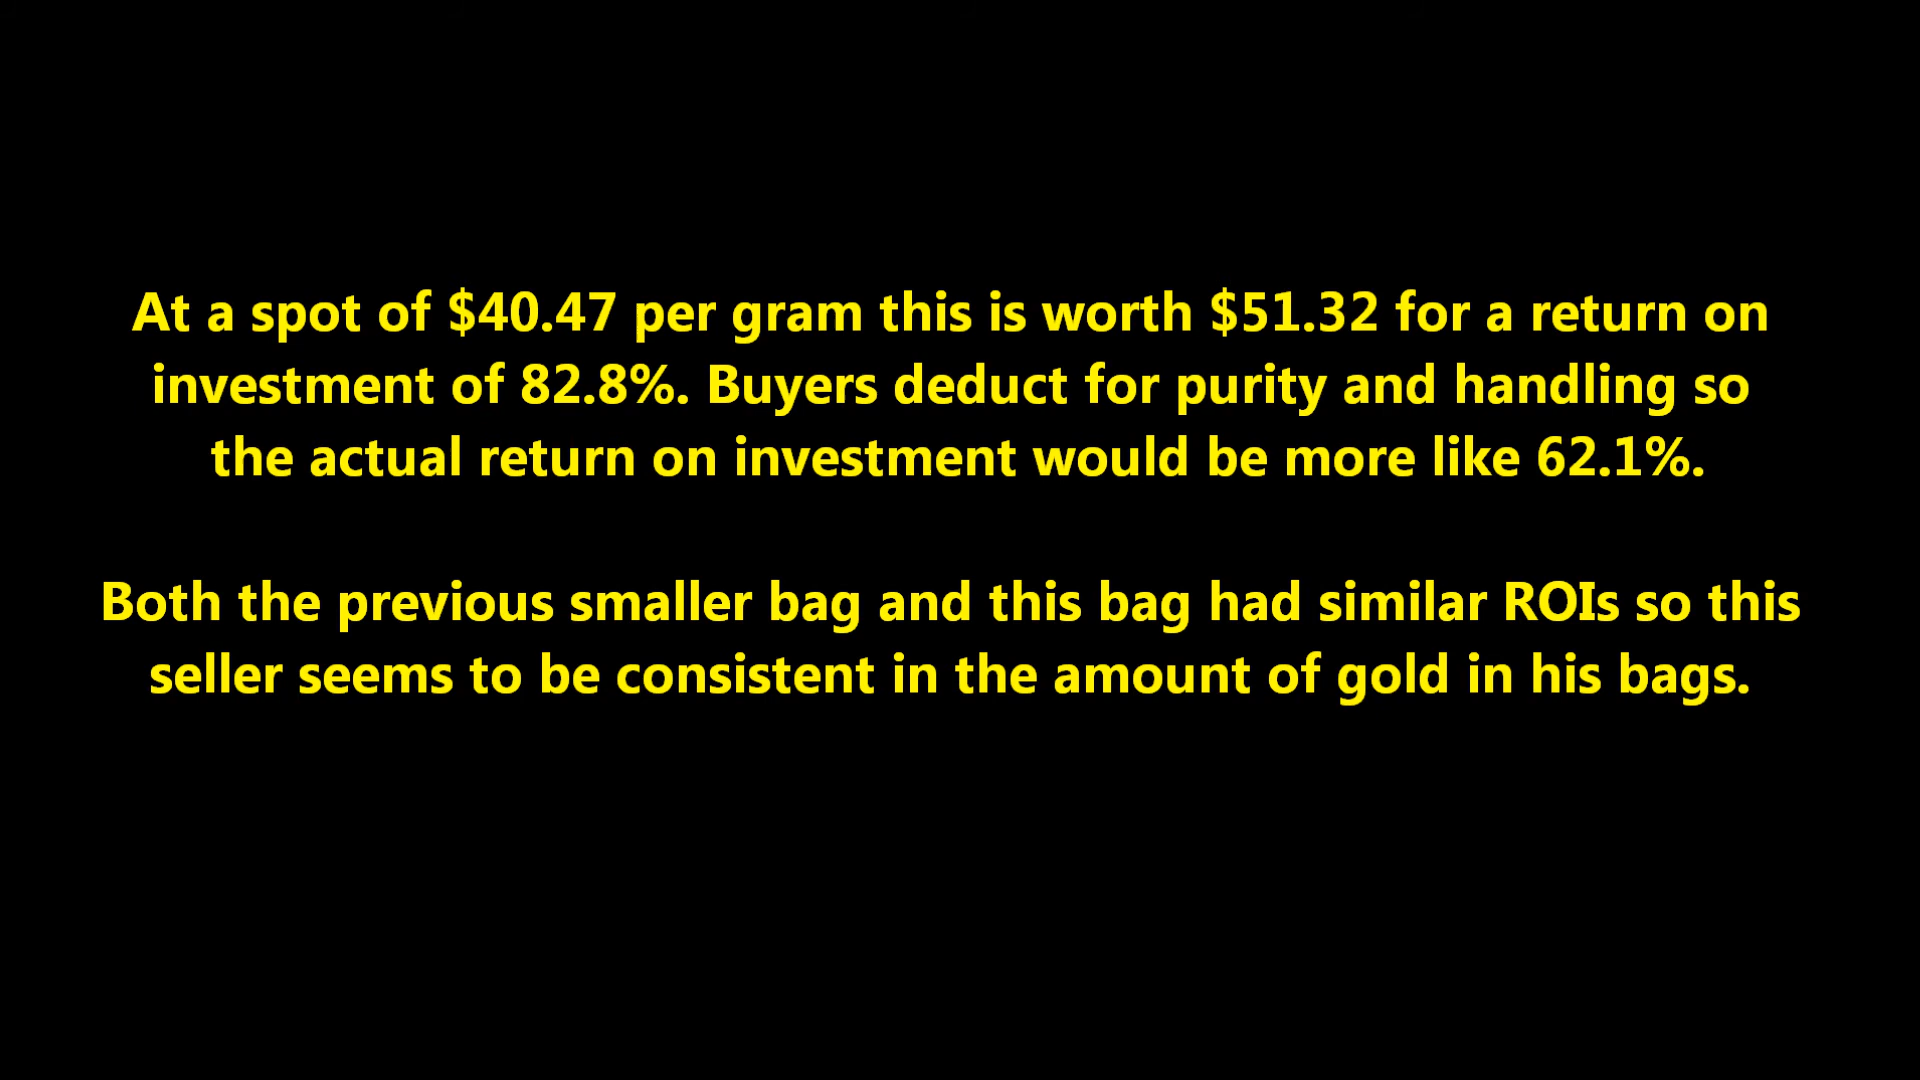 At a spot of $40.47 per gram this is worth $51.32 for a return on
investment of 82.8%. Buyers deduct for purity and handling so
the actual return on investment would be more like 62.1%.
Both the previous smaller bag and this bag had similar ROIs so this
seller seems to be consistent in the amount of gold in his bags.